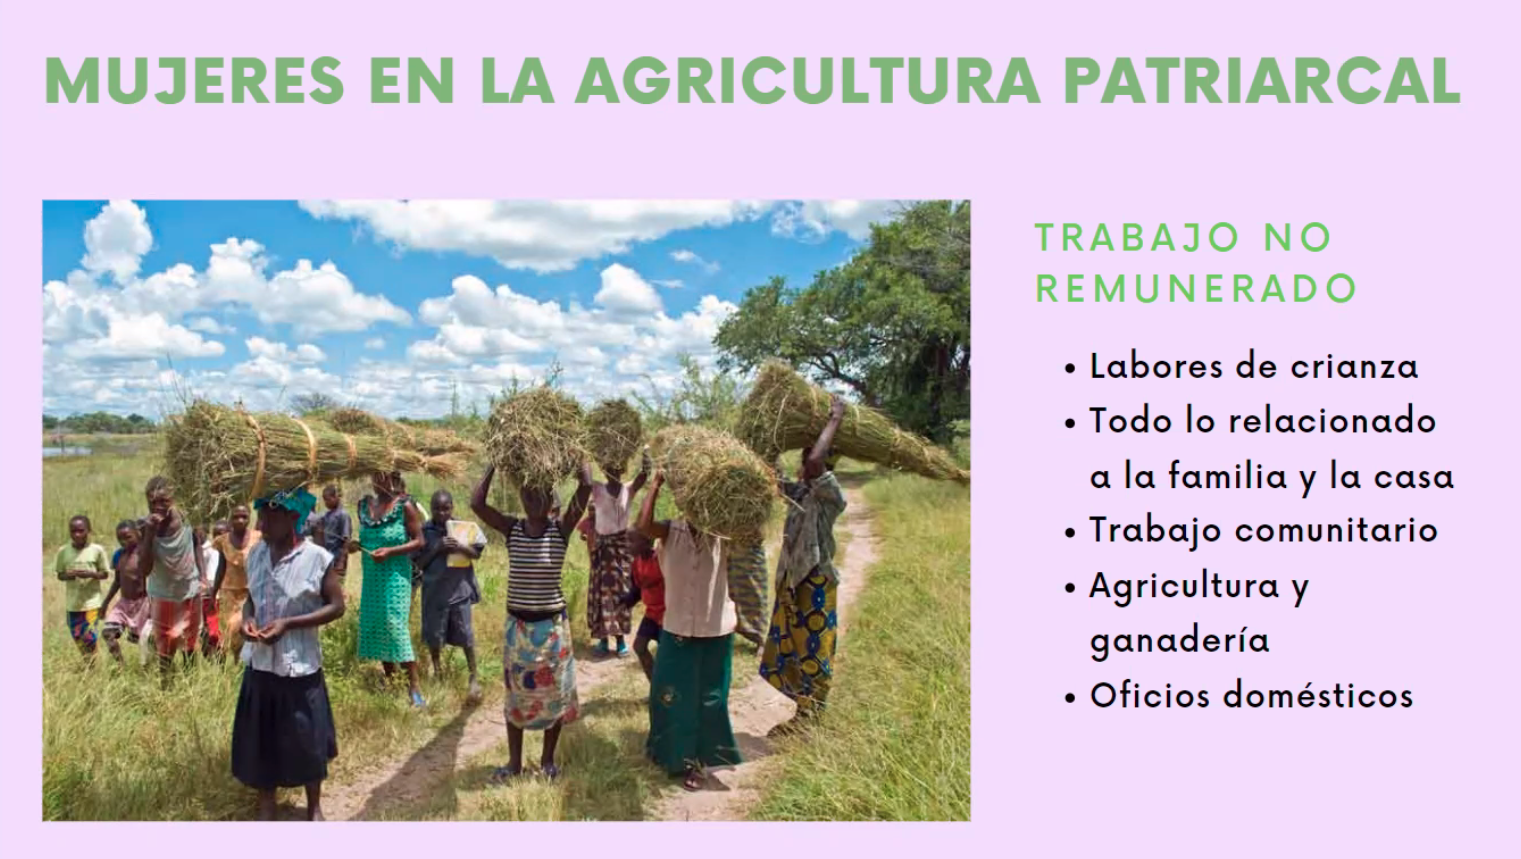 MUJERES EN LA AGRICULTURA PATRIARCAL
TRABAJO NO
REMUNERADO
• Labores de crianza
• Todo lo relacionado
a la familia y la casa
• Trabajo comunitario
• Agricultura y
ganadería
• Oficios domésticos